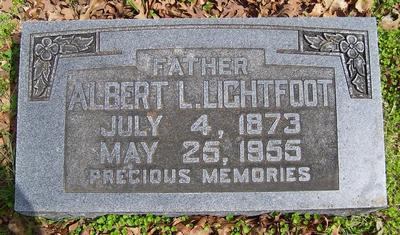 FATHER
ALBERT L. LIGHTFOOT
JULY 4, 1873
MAY 25, 1955
PRECIOUS MEMORIES